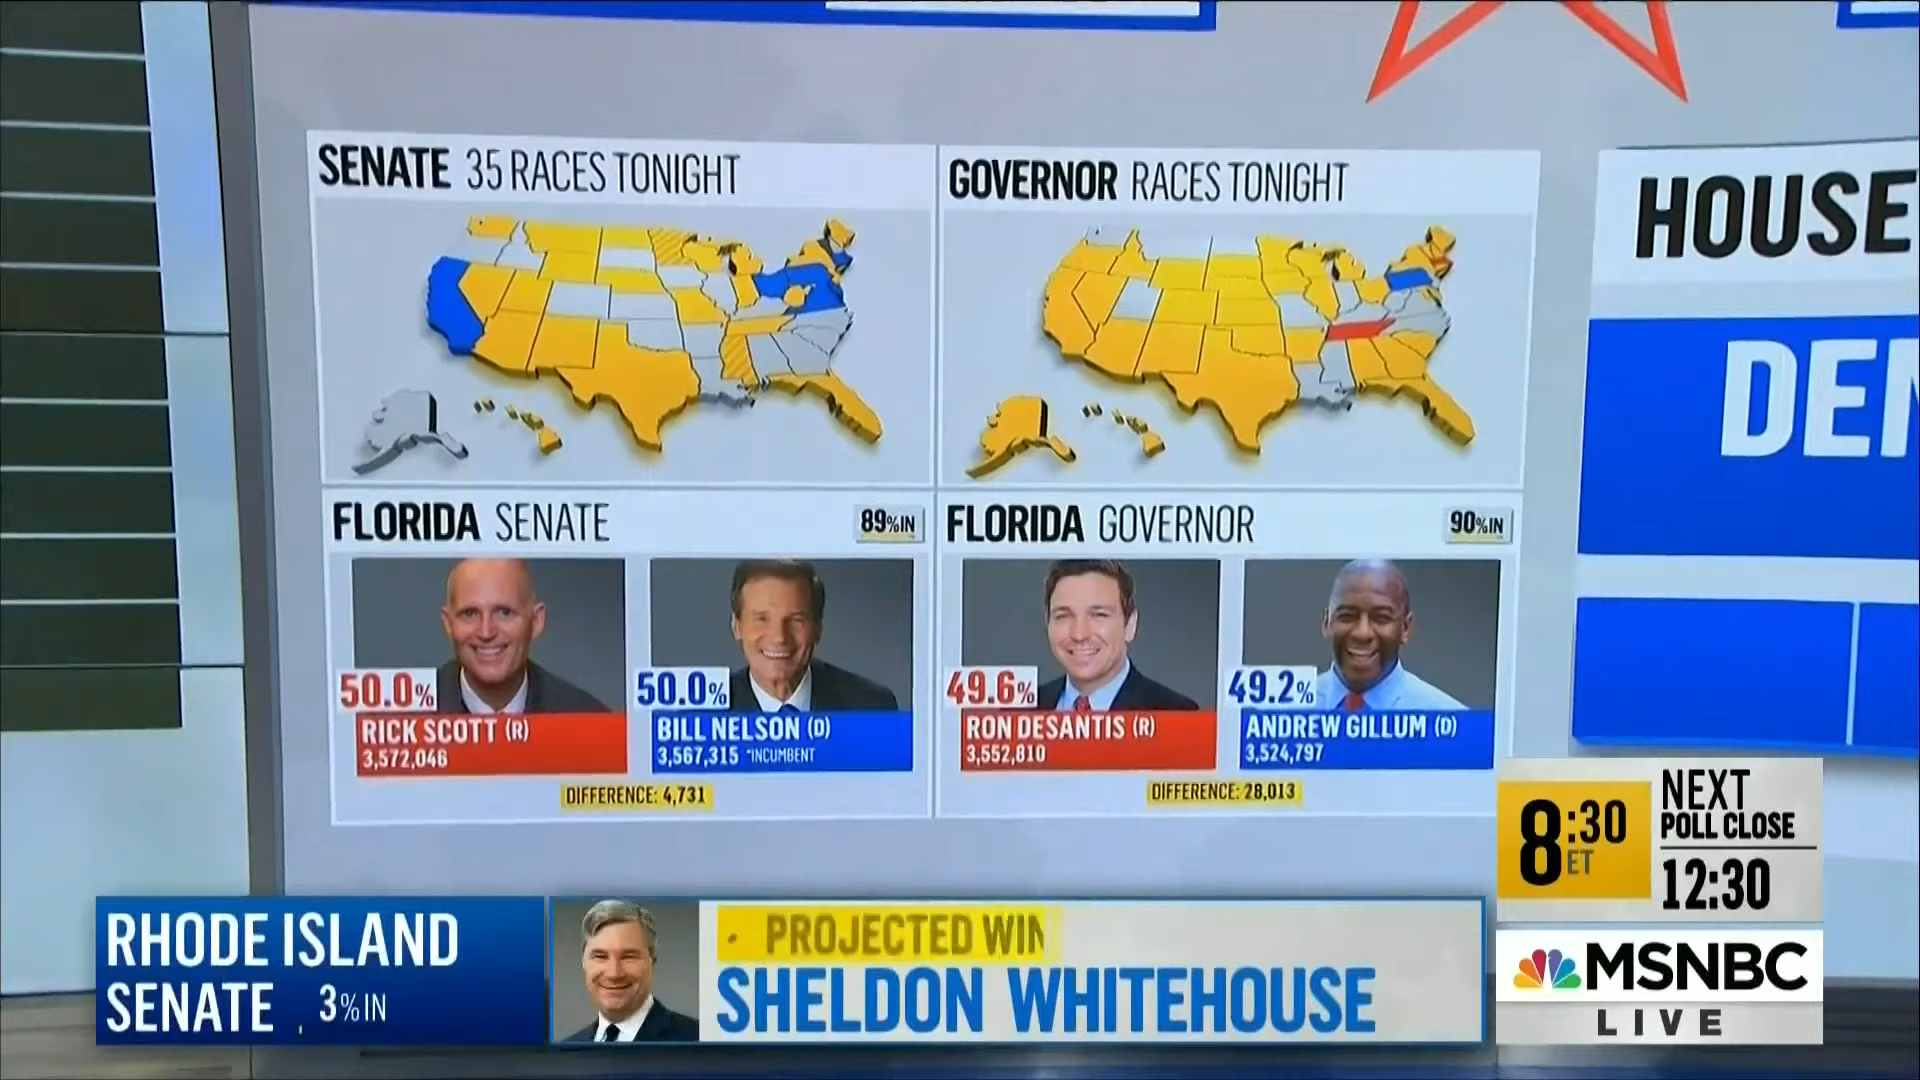 SENATE 35 RACES TONIGHT
GOVERNOR RACES TONIGHT
HOUSE
FLORIDA SENATE 89%IN
50.0%
RICK SCOTT (R)
3,572,046
50.0%
BILL NELSON (D)
3,567,315 *INCUMBENT
DIFFERENCE: 4,731
FLORIDA GOVERNOR 90%IN
49.6%
RON DESANTIS (R)
3,552,810
49.2%
ANDREW GILLUM (D)
3,524,797
DIFFERENCE: 28,013
8:30
ET
NEXT
POLL CLOSE
12:30
RHODE ISLAND
SENATE 3%IN
PROJECTED WIN
SHELDON WHITEHOUSE
MSNBC
LIVE